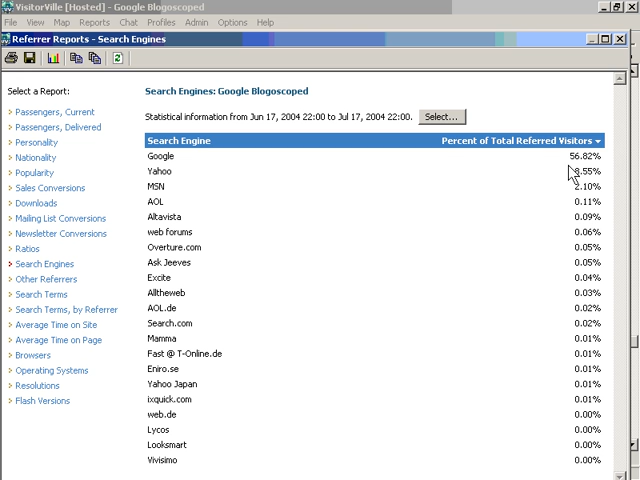 VisitorVille [Hosted] - Google Blogoscoped
File View Map Reports Chat Profiles Admin Options Help
Referrer Reports - Search Engines
Select a Report:
Passengers, Current
Passengers, Delivered
Personality
Nationality
Popularity
Sales Conversions
Downloads
Mailing List Conversions
Newsletter Conversions
Ratios
Search Engines
Other Referrers
Search Terms
Search Terms, by Referrer
Average Time on Site
Average Time on Page
Browsers
Operating Systems
Resolutions
Flash Versions
Search Engines: Google Blogoscoped
Statistical information from Jun 17, 2004 22:00 to Jul 17, 2004 22:00. Select...
Search Engine Percent of Total Referred Visitors
Google 56.82%
Yahoo
MSN 2.10%
AOL 0.11%
Altavista 0.09%
web forums 0.06%
Overture.com 0.05%
Ask Jeeves 0.05%
Excite 0.04%
Alltheweb 0.03%
AOL.de 0.02%
Search.com 0.02%
Mamma 0.01%
Fast @ T-Online.de 0.01%
Eniro.se 0.01%
Yahoo Japan 0.01%
ixquick.com 0.01%
web.de 0.00%
Lycos 0.00%
Looksmart 0.00%
Vivisimo 0.00%